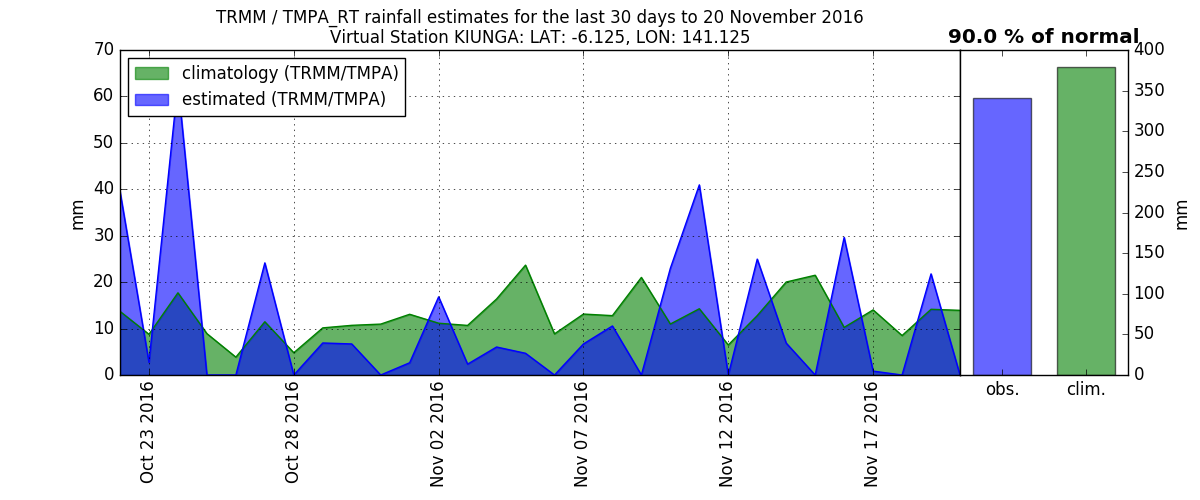 TRMM / TMPA_RT rainfall estimates for the last 30 days to 20 November 2016
Virtual Station KIUNGA: LAT: -6.125, LON: 141.125
90.0 % of normal
climatology (TRMM/TMPA)
estimated (TRMM/TMPA)
70
60
50
40
30
20
10
0
mm
Oct 23 2016
Oct 28 2016
Nov 02 2016
Nov 07 2016
Nov 12 2016
Nov 17 2016
400
350
300
250
200
150
100
50
0
mm
obs.
clim.